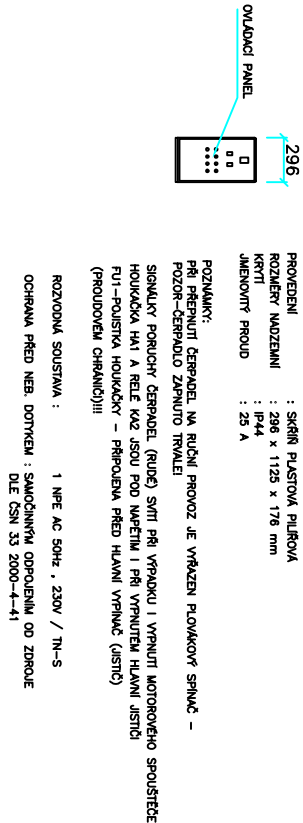 OVLÁDACÍ PANEL
296
PROVEDENÍ : SKŘÍŇ PLASTOVÁ PILÍŘOVÁ
ROZMĚRY NADZEMNÍ : 296 x 1125 x 176 mm
KRYTÍ : IP44
JMENOVITÝ PROUD : 25 A
POZNÁMKY:
PŘI PŘEPNUTÍ ČERPADEL NA RUČNÍ PROVOZ JE VYŘAZEN PLOVÁKOVÝ SPÍNAČ –
POZOR–ČERPADLO ZAPNUTO TRVALE!
SIGNÁLKY PORUCHY ČERPADEL (RUDÉ) SVÍTÍ PŘI VÝPADKU I VYPNUTÍ MOTOROVÉHO SPOUŠTĚČE
HOUKAČKA HA1 A RELÉ KA2 JSOU POD NAPĚTÍM I PŘI VYPNUTÉM HLAVNÍ JISTIČI
FU1–POJISTKA HOUKAČKY – PŘIPOJENA PŘED HLAVNÍ VYPÍNAČ (JISTIČ)
(PROUDOVÉM CHRÁNIČI)!!!
ROZVODNÁ SOUSTAVA : 1 NPE AC 50Hz , 230V / TN–S
OCHRANA PŘED NEB. DOTYKEM : SAMOČINNÝM ODPOJENÍM OD ZDROJE
DLE ČSN 33 2000–4–41